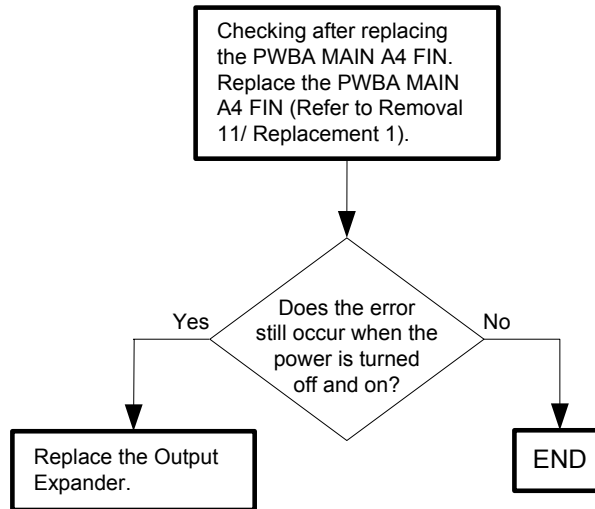 Checking after replacing
the PWBA MAIN A4 FIN.
Replace the PWBA MAIN
A4 FIN (Refer to Removal
11/ Replacement 1).
Does the error
still occur when the
power is turned
off and on?
Yes
No
Replace the Output
Expander.
END